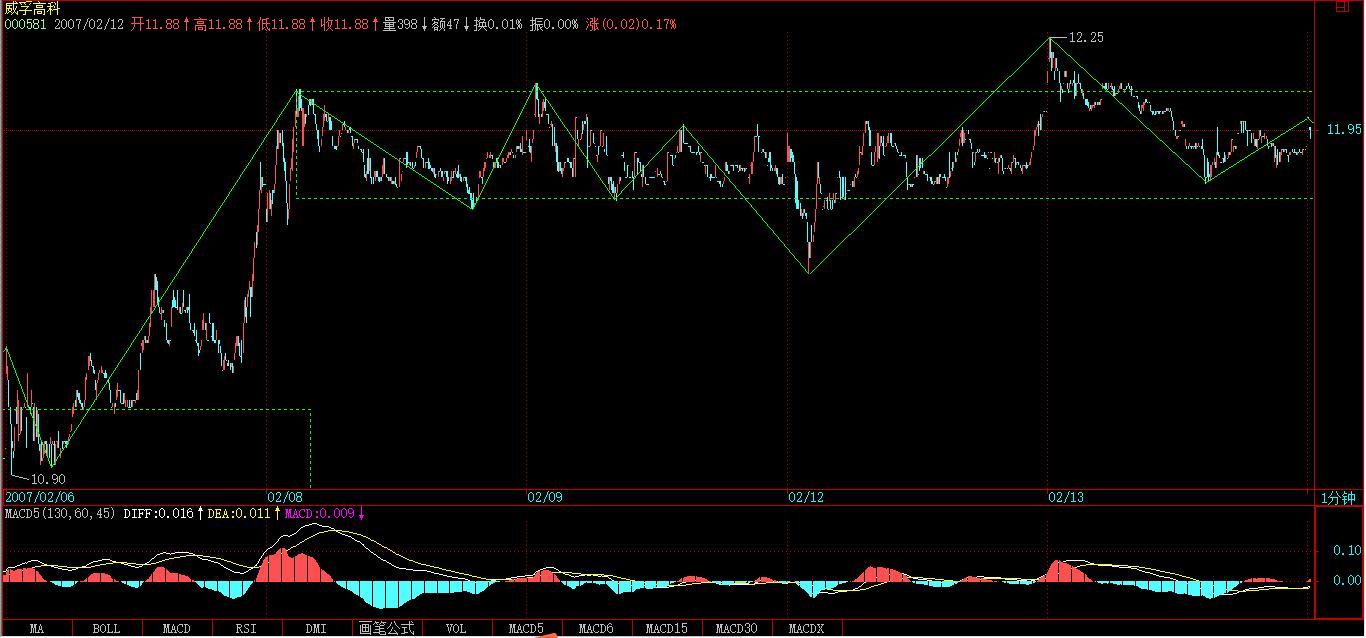 威孚高科
000581 2007/02/12 开11.88↑高11.88↑低11.88↑收11.88↑量398↓额47↓换0.01% 振0.00% 涨(0.02)0.17%
12.25
11.95
10.90
2007/02/06 02/08 02/09 02/12 02/13 1分钟
MACD5(130,60,45) DIFF:0.016↑DEA:0.011↑MACD:0.009↓
0.10
0.00
MA BOLL MACD RSI DMI 画笔公式 VOL MACD5 MACD6 MACD15 MACD30 MACDX